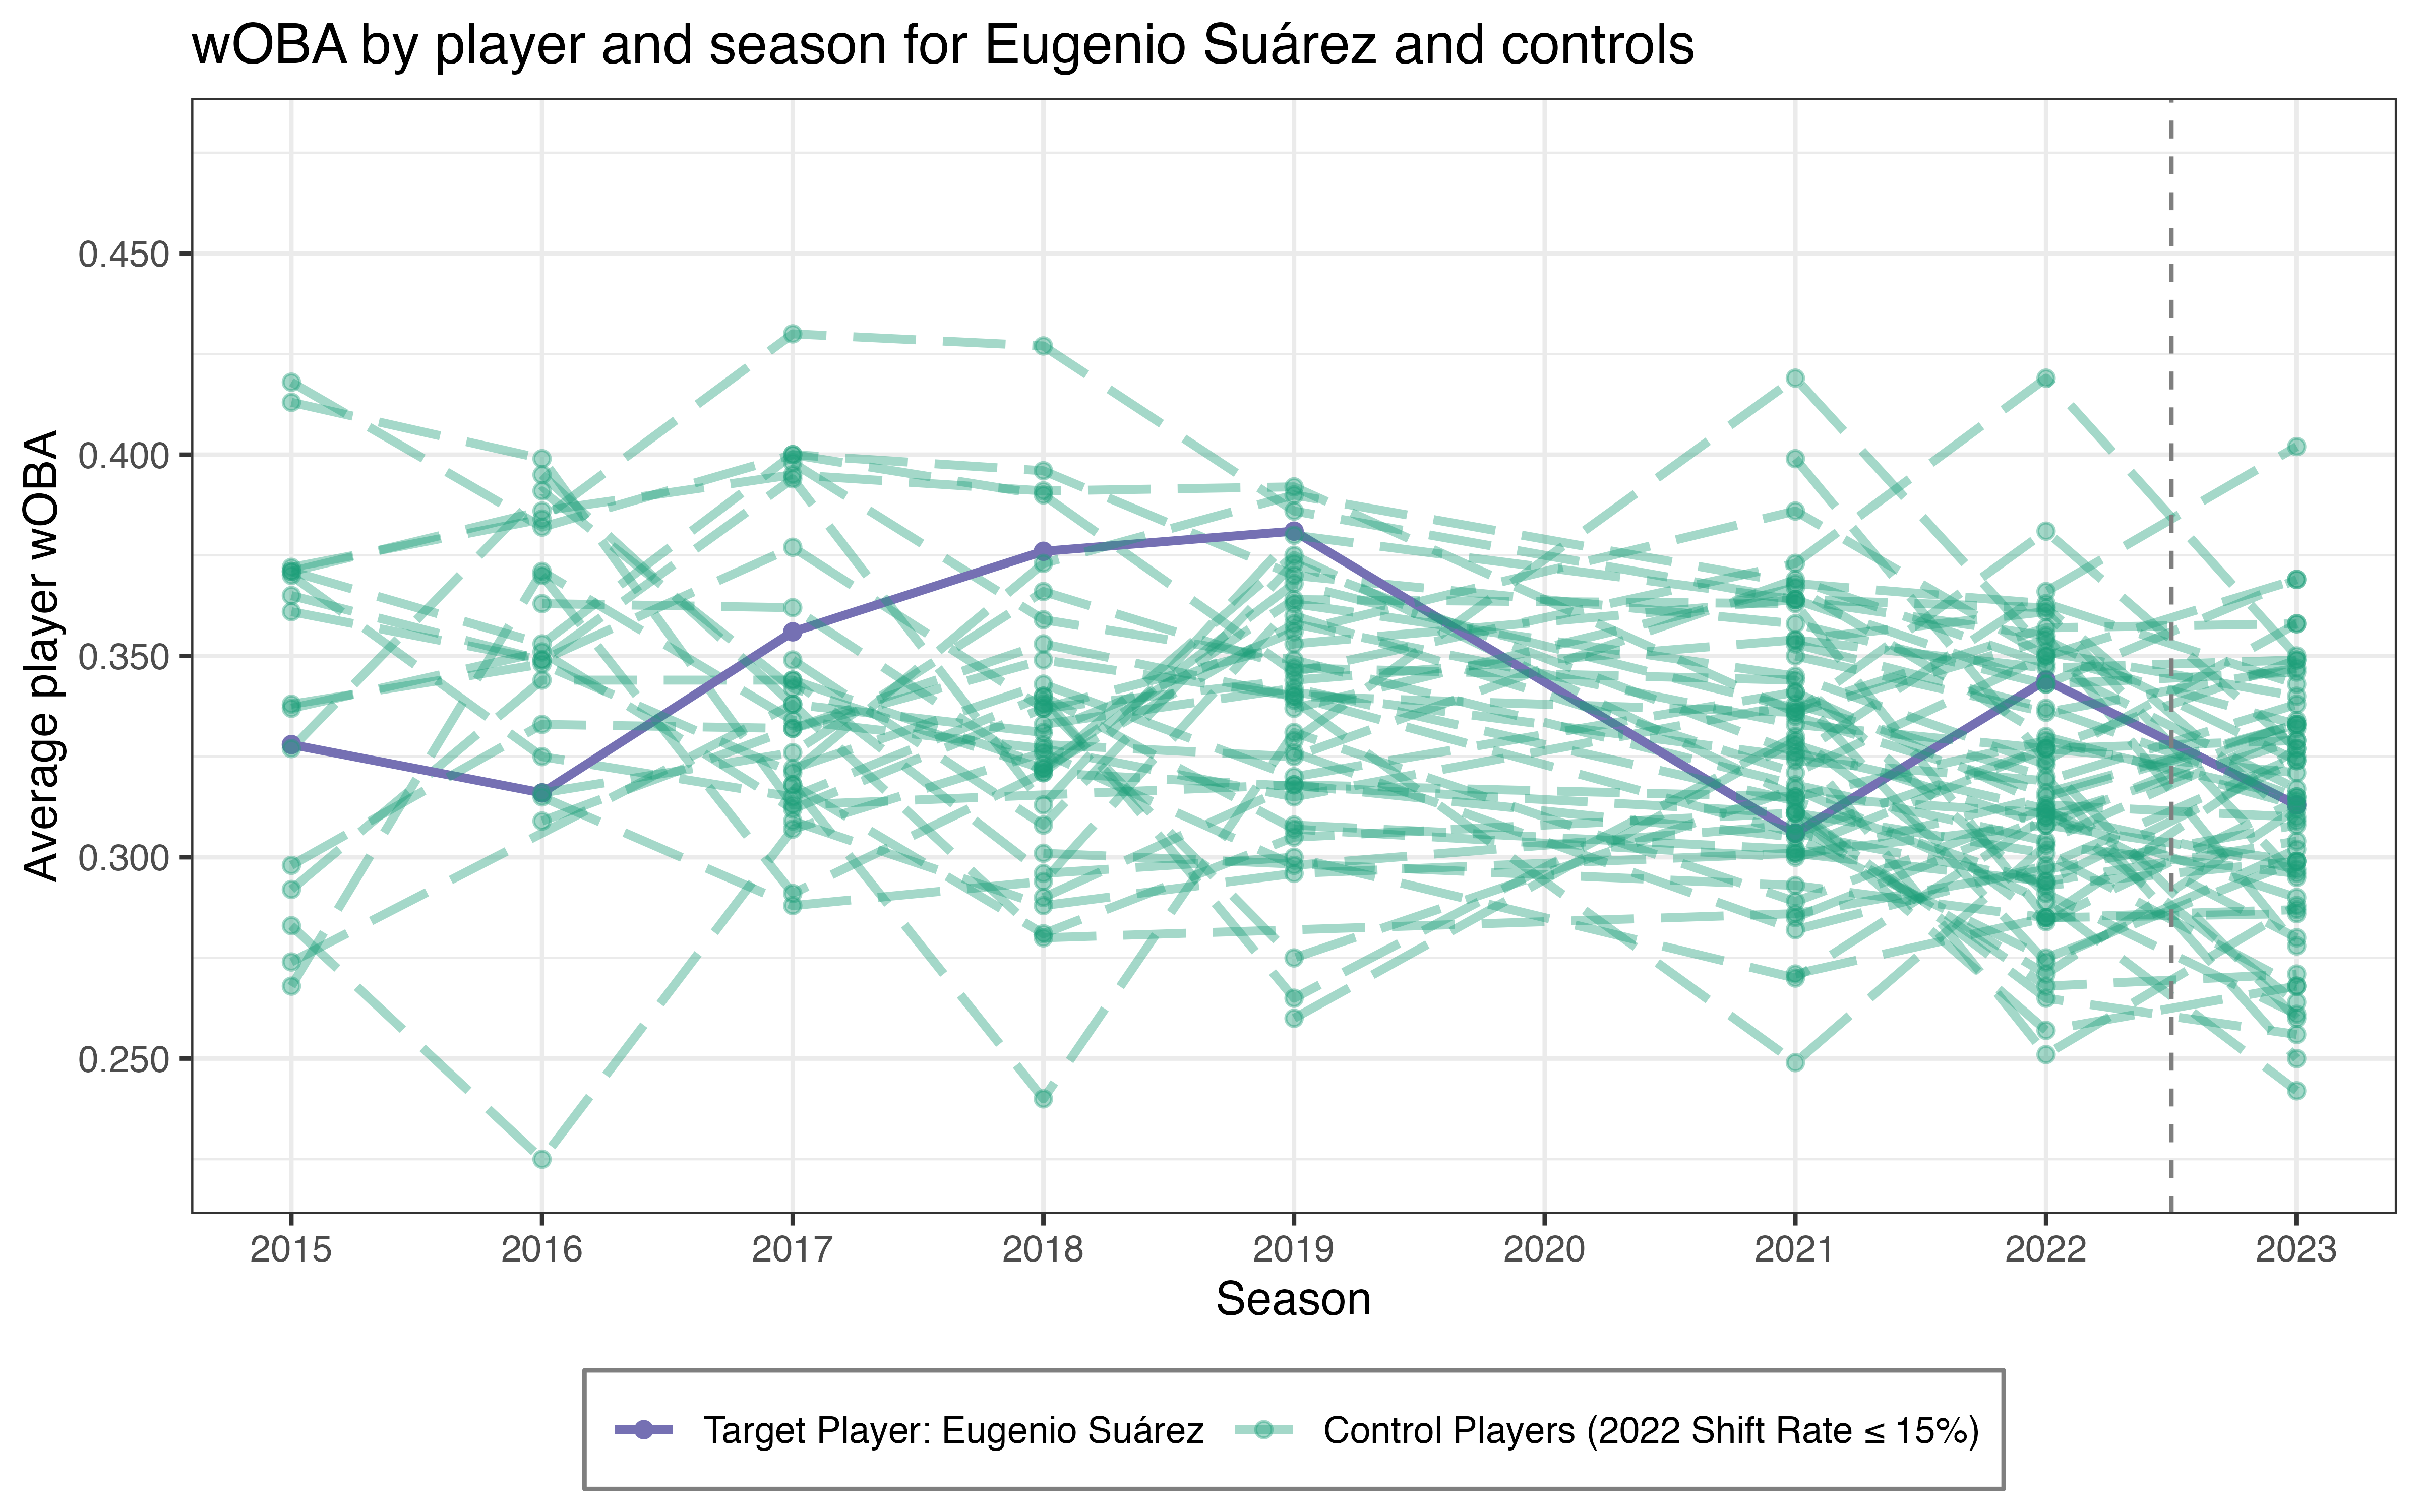 wOBA by player and season for Eugenio Suárez and controls
Average player wOBA
0.450
0.400
0.350
0.300
0.250
2015 2016 2017 2018 2019 2020 2021 2022 2023
Season
Target Player: Eugenio Suárez Control Players (2022 Shift Rate ≤ 15%)